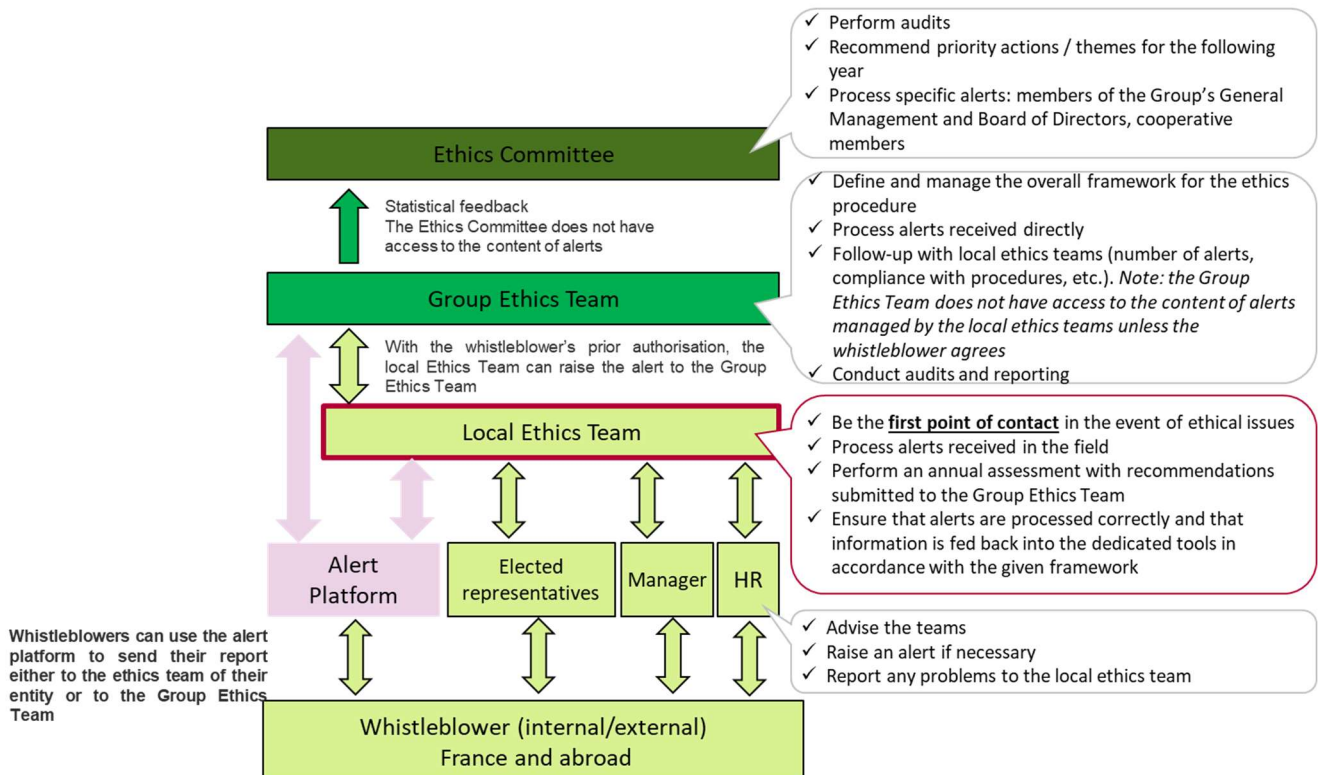 ✓ Perform audits
✓ Recommend priority actions / themes for the following
year
✓ Process specific alerts: members of the Group’s General
Management and Board of Directors, cooperative
members
Ethics Committee
Statistical feedback
The Ethics Committee does not have
access to the content of alerts
✓ Define and manage the overall framework for the ethics
procedure
✓ Process alerts received directly
✓ Follow-up with local ethics teams (number of alerts,
compliance with procedures, etc.). Note: the Group
Ethics Team does not have access to the content of alerts
managed by the local ethics teams unless the
whistleblower agrees
✓ Conduct audits and reporting
Group Ethics Team
With the whistleblower’s prior authorisation, the
local Ethics Team can raise the alert to the Group
Ethics Team
Local Ethics Team
✓ Be the first point of contact in the event of ethical issues
✓ Process alerts received in the field
✓ Perform an annual assessment with recommendations
submitted to the Group Ethics Team
✓ Ensure that alerts are processed correctly and that
information is fed back into the dedicated tools in
accordance with the given framework
Alert
Platform
Elected
representatives
Manager
HR
✓ Advise the teams
✓ Raise an alert if necessary
✓ Report any problems to the local ethics team
Whistleblowers can use the alert
platform to send their report
either to the ethics team of their
entity or to the Group Ethics
Team
Whistleblower (internal/external)
France and abroad